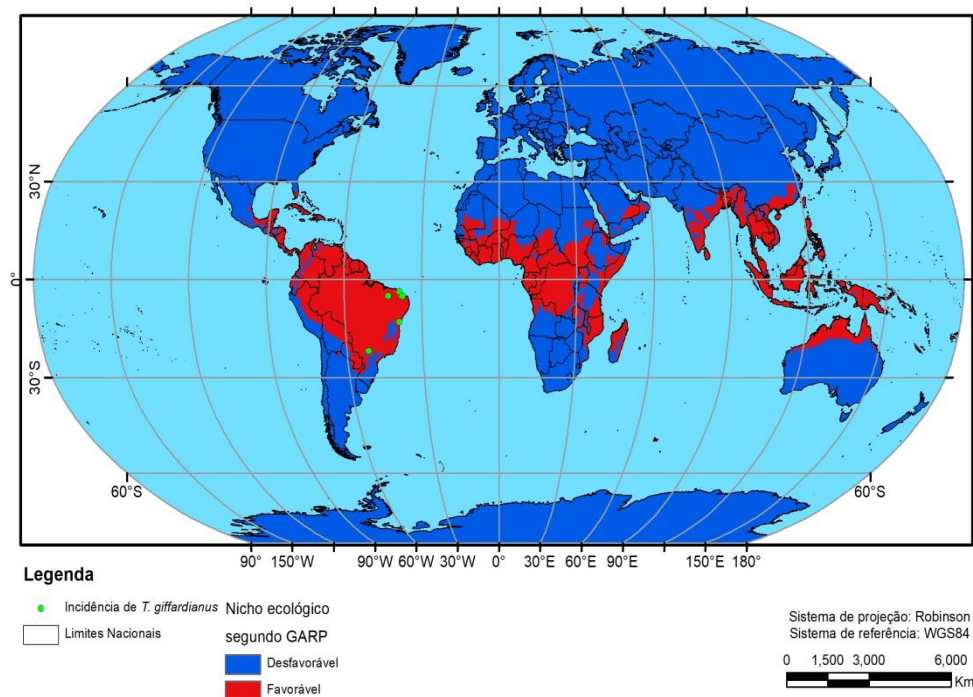 30°N
0°
30°S
60°S
60°S
90° 150°W 90°W 60°W 0° 30°E 60°E 90°E 150°E 180°
Legenda
Incidência de T. giffardianus
Limites Nacionais
Nicho ecológico
segundo GARP
Desfavorável
Favorável
Sistema de projeção: Robinson
Sistema de referência: WGS84
0 1,500 3,000 6,000
Km